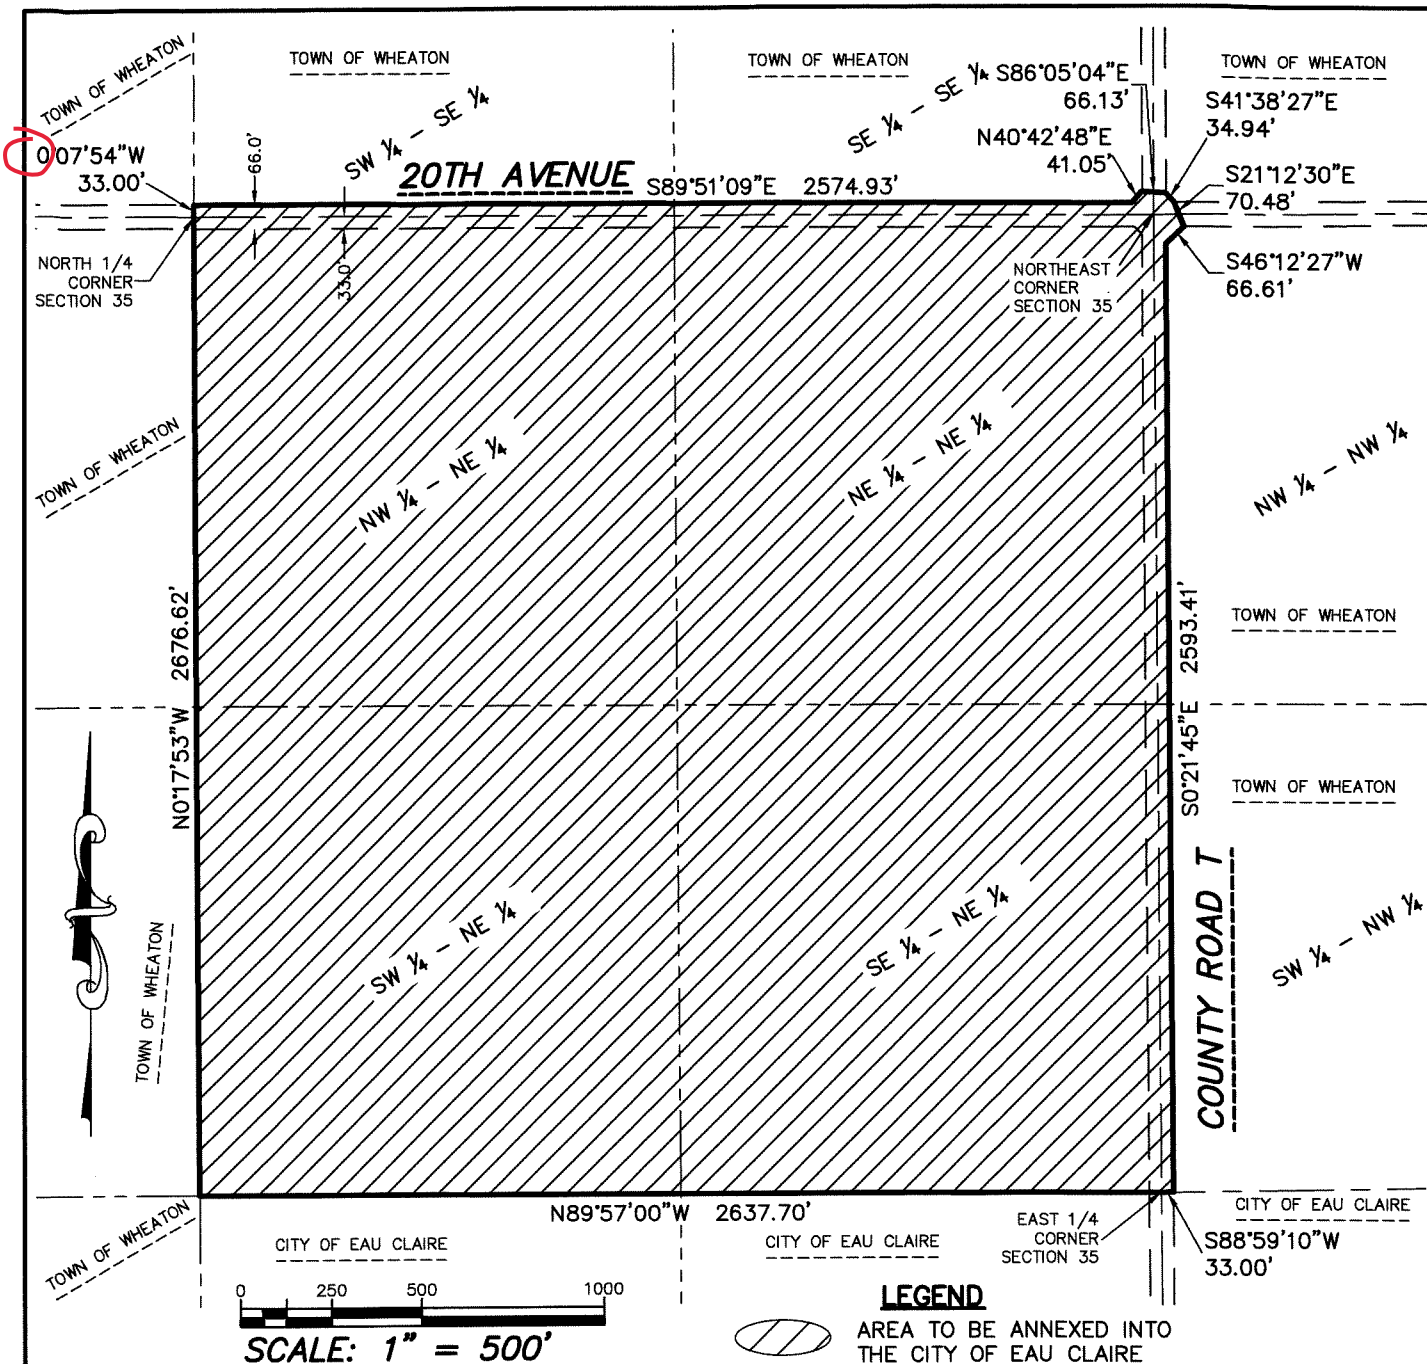 TOWN OF WHEATON
TOWN OF WHEATON
TOWN OF WHEATON
TOWN OF WHEATON
S86°05'04"E
66.13'
S41°38'27"E
34.94'
N40°42'48"E
41.05'
SW ¼ - SE ¼
SE ¼ - SE ¼
0°07'54"W
33.00'
66.0'
20TH AVENUE
S89°51'09"E 2574.93'
S21°12'30"E
70.48'
S46°12'27"W
66.61'
NORTH 1/4
CORNER
SECTION 35
33.0'
NORTHEAST
CORNER
SECTION 35
TOWN OF WHEATON
NW ¼ - NE ¼
NE ¼ - NE ¼
NW ¼ - NW ¼
N0°17'53"W 2676.62'
S0°21'45"E 2593.41'
TOWN OF WHEATON
TOWN OF WHEATON
TOWN OF WHEATON
SW ¼ - NE ¼
SE ¼ - NE ¼
COUNTY ROAD T
SW ¼ - NW ¼
TOWN OF WHEATON
N89°57'00"W 2637.70'
CITY OF EAU CLAIRE
CITY OF EAU CLAIRE
EAST 1/4
CORNER
SECTION 35
CITY OF EAU CLAIRE
S88°59'10"W
33.00'
0 250 500 1000
SCALE: 1" = 500'
LEGEND
AREA TO BE ANNEXED INTO
THE CITY OF EAU CLAIRE